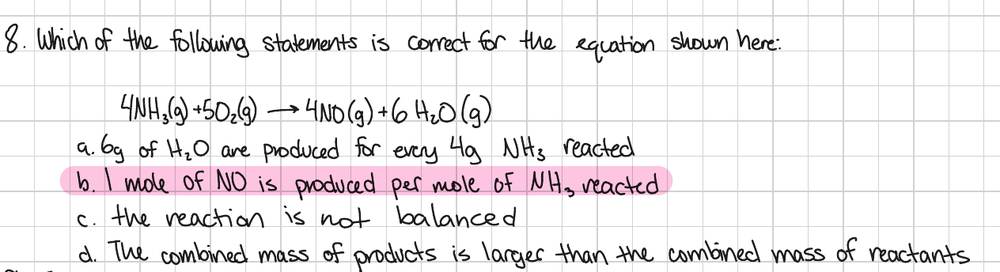 8. Which of the following statements is correct for the equation shown here:
4NH₃(g)+5O₂(g) → 4NO(g)+6 H₂O(g)
a. 6g of H₂O are produced for every 4g NH₃ reacted
b. 1 mole of NO is produced per mole of NH₃ reacted
c. the reaction is not balanced
d. The combined mass of products is larger than the combined mass of reactants